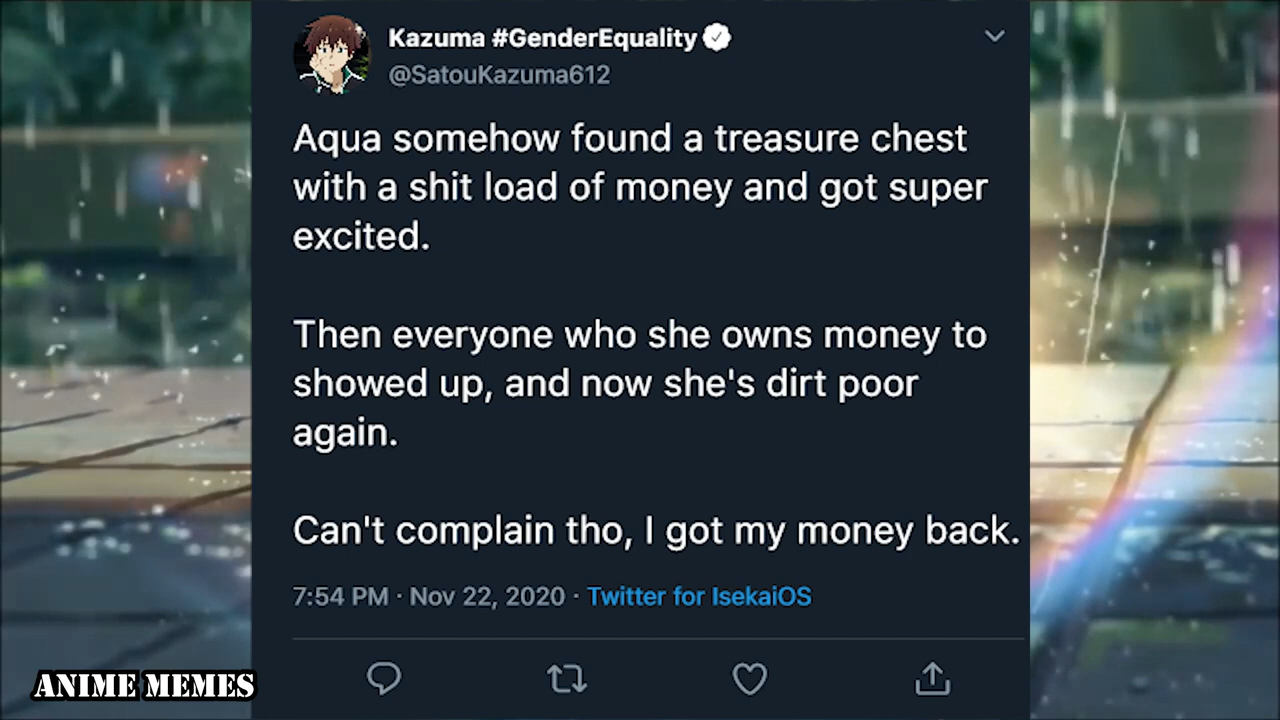 Kazuma #GenderEquality
@SatouKazuma612
Aqua somehow found a treasure chest
with a shit load of money and got super
excited.
Then everyone who she owns money to
showed up, and now she's dirt poor
again.
Can't complain tho, I got my money back.
7:54 PM · Nov 22, 2020 · Twitter for IsekaiOS
ANIME MEMES